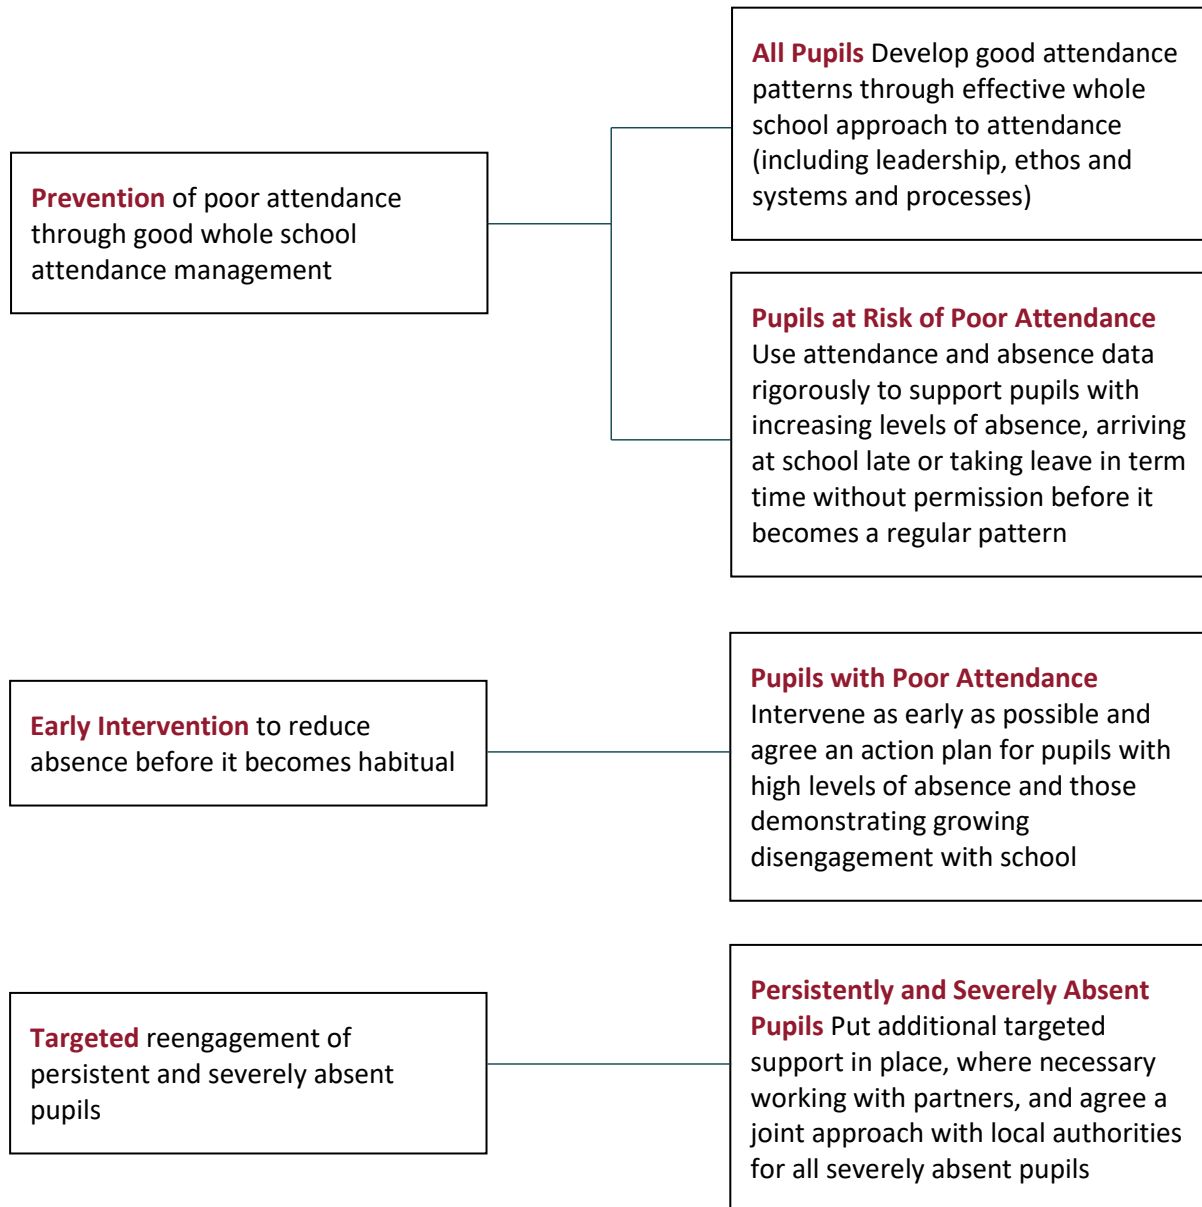 All Pupils Develop good attendance
patterns through effective whole
school approach to attendance
(including leadership, ethos and
systems and processes)
Prevention of poor attendance
through good whole school
attendance management
Pupils at Risk of Poor Attendance
Use attendance and absence data
rigorously to support pupils with
increasing levels of absence, arriving
at school late or taking leave in term
time without permission before it
becomes a regular pattern
Early Intervention to reduce
absence before it becomes habitual
Pupils with Poor Attendance
Intervene as early as possible and
agree an action plan for pupils with
high levels of absence and those
demonstrating growing
disengagement with school
Targeted reengagement of
persistent and severely absent
pupils
Persistently and Severely Absent
Pupils Put additional targeted
support in place, where necessary
working with partners, and agree a
joint approach with local authorities
for all severely absent pupils